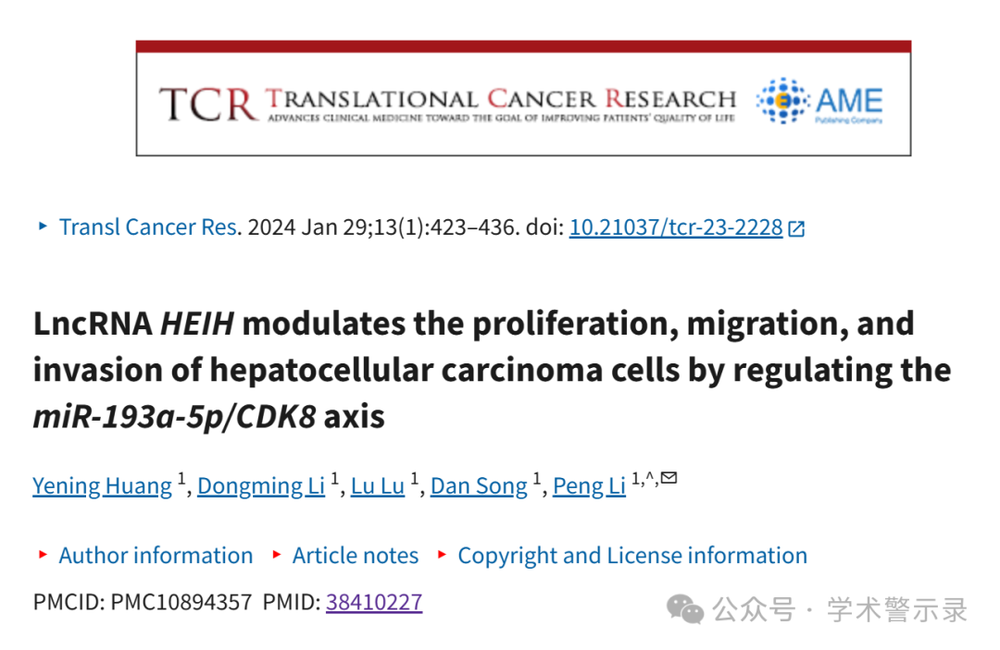 TCR TRANSLATIONAL CANCER RESEARCH
ADVANCES CLINICAL MEDICINE TOWARD THE GOAL OF IMPROVING PATIENTS' QUALITY OF LIFE
AME
Publishing Company
Transl Cancer Res. 2024 Jan 29;13(1):423–436. doi: 10.21037/tcr-23-2228
LncRNA HEIH modulates the proliferation, migration, and
invasion of hepatocellular carcinoma cells by regulating the
miR-193a-5p/CDK8 axis
Yening Huang 1, Dongming Li 1, Lu Lu 1, Dan Song 1, Peng Li 1,^,✉
Author information Article notes Copyright and License information
PMCID: PMC10894357 PMID: 38410227
公众号 · 学术警示录